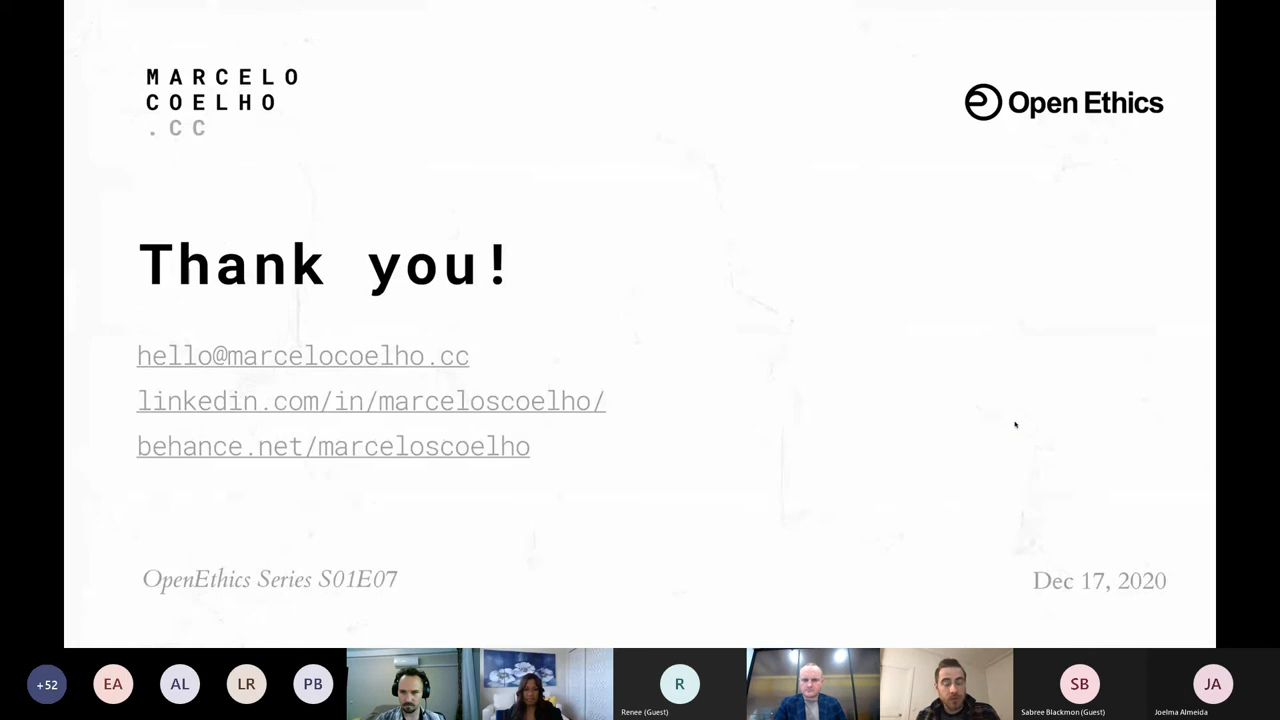 MARCELO
COELHO
.CC
Open Ethics
Thank you!
hello@marcelocoelho.cc
linkedin.com/in/marceloscoelho/
behance.net/marceloscoelho
OpenEthics Series S01E07
Dec 17, 2020
+52
EA
AL
LR
PB
R
SB
JA
Renee (Guest)
Sabree Blackmon (Guest)
Joelma Almeida